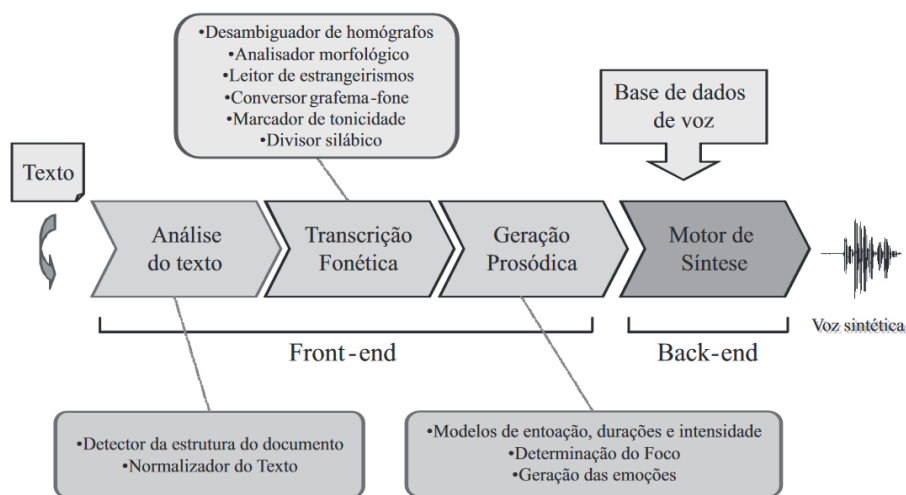 •Desambiguador de homógrafos
•Analisador morfológico
•Leitor de estrangeirismos
•Conversor grafema-fone
•Marcador de tonicidade
•Divisor silábico
Base de dados
de voz
Texto
Análise
do texto
Transcrição
Fonética
Geração
Prosódica
Motor de
Síntese
Voz sintética
Front-end
Back-end
•Detector da estrutura do documento
•Normalizador do Texto
•Modelos de entoação, durações e intensidade
•Determinação do Foco
•Geração das emoções